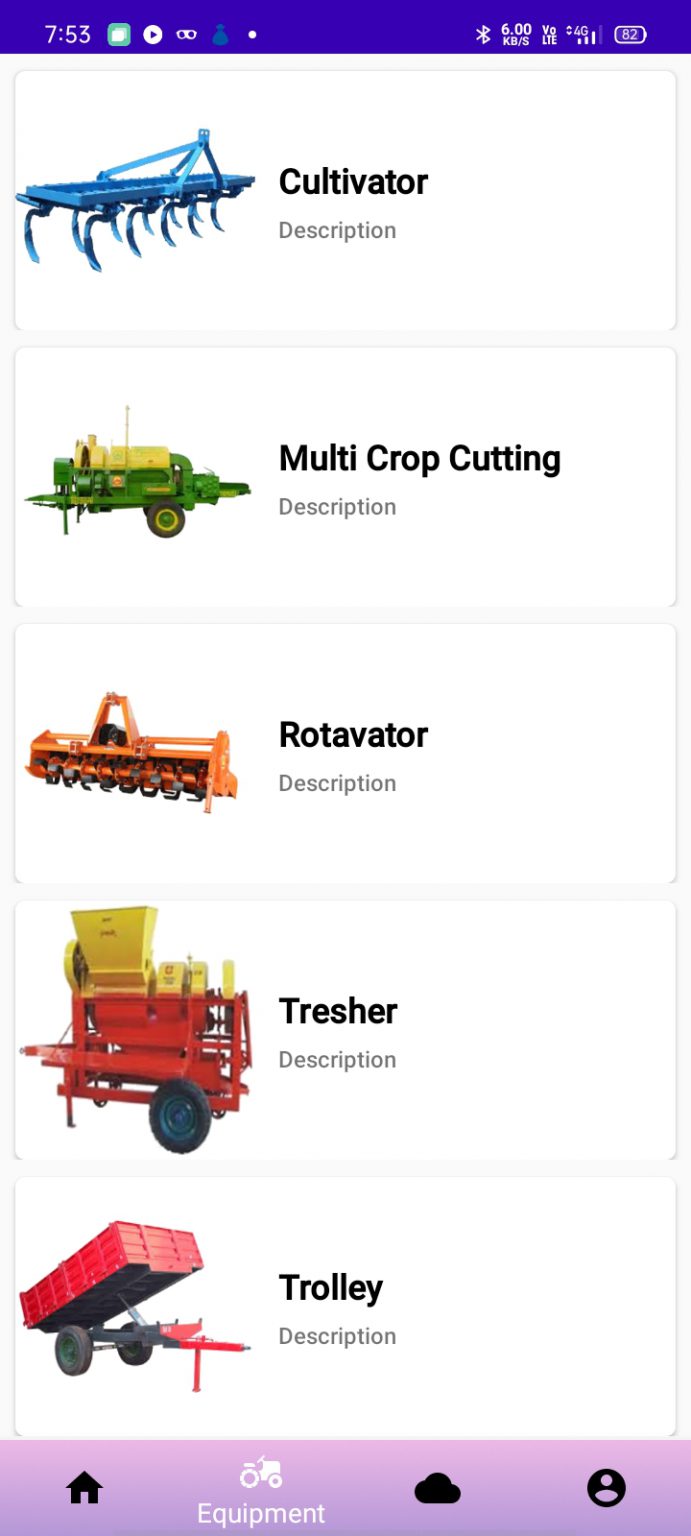 7:53
6.00
KB/S
Vo
LTE
4G
82
Cultivator
Description
Multi Crop Cutting
Description
Rotavator
Description
Tresher
Description
Trolley
Description
Equipment